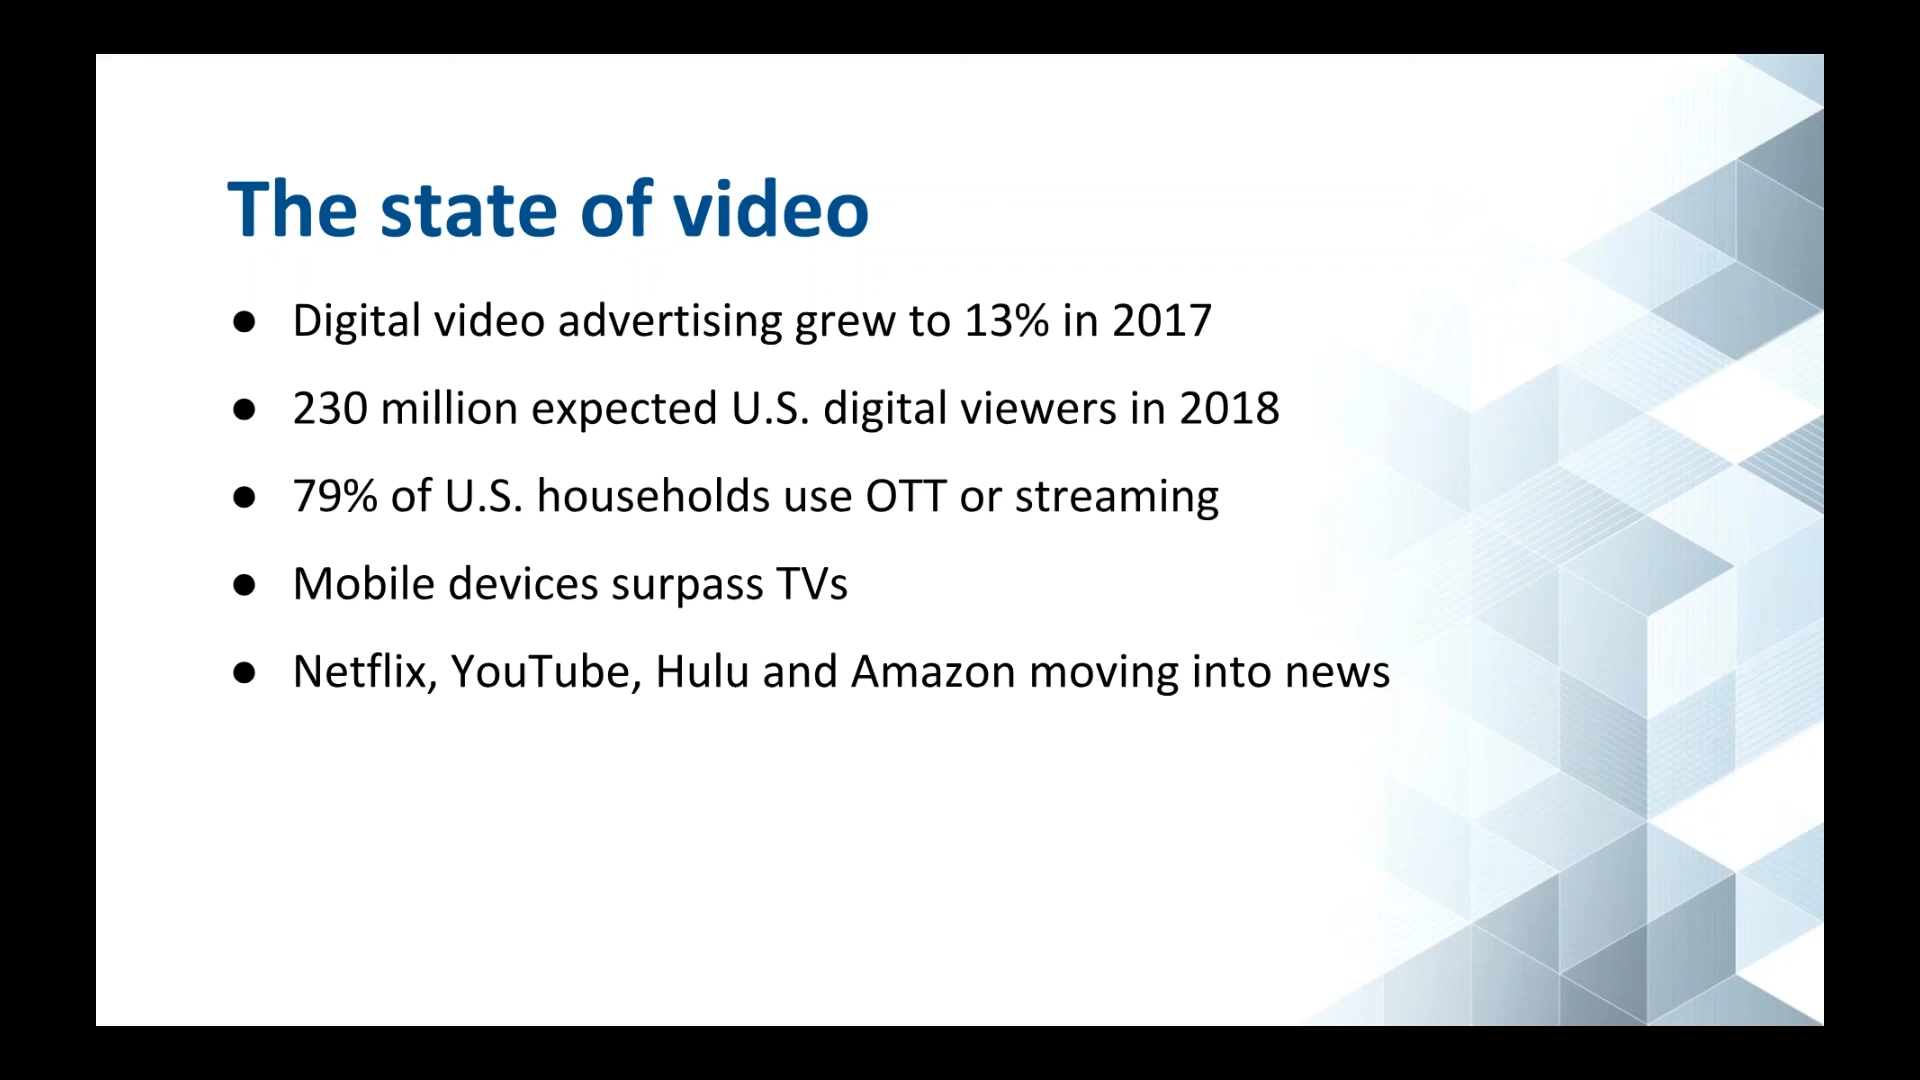 The state of video
● Digital video advertising grew to 13% in 2017
● 230 million expected U.S. digital viewers in 2018
● 79% of U.S. households use OTT or streaming
● Mobile devices surpass TVs
● Netflix, YouTube, Hulu and Amazon moving into news